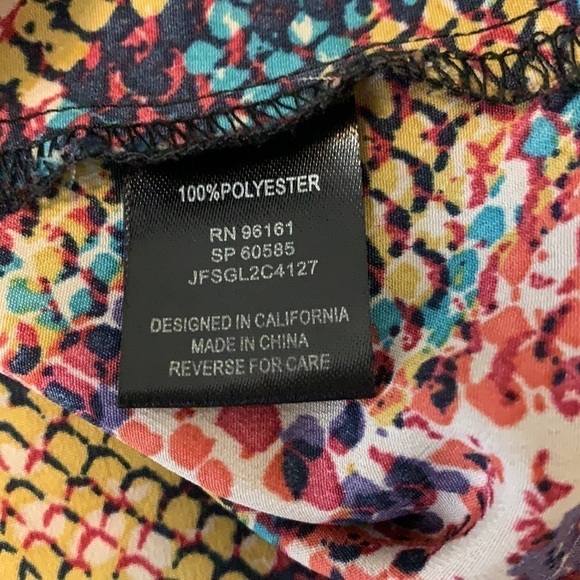 100%POLYESTER
RN 96161
SP 60585
JFSGL2C4127
DESIGNED IN CALIFORNIA
MADE IN CHINA
REVERSE FOR CARE